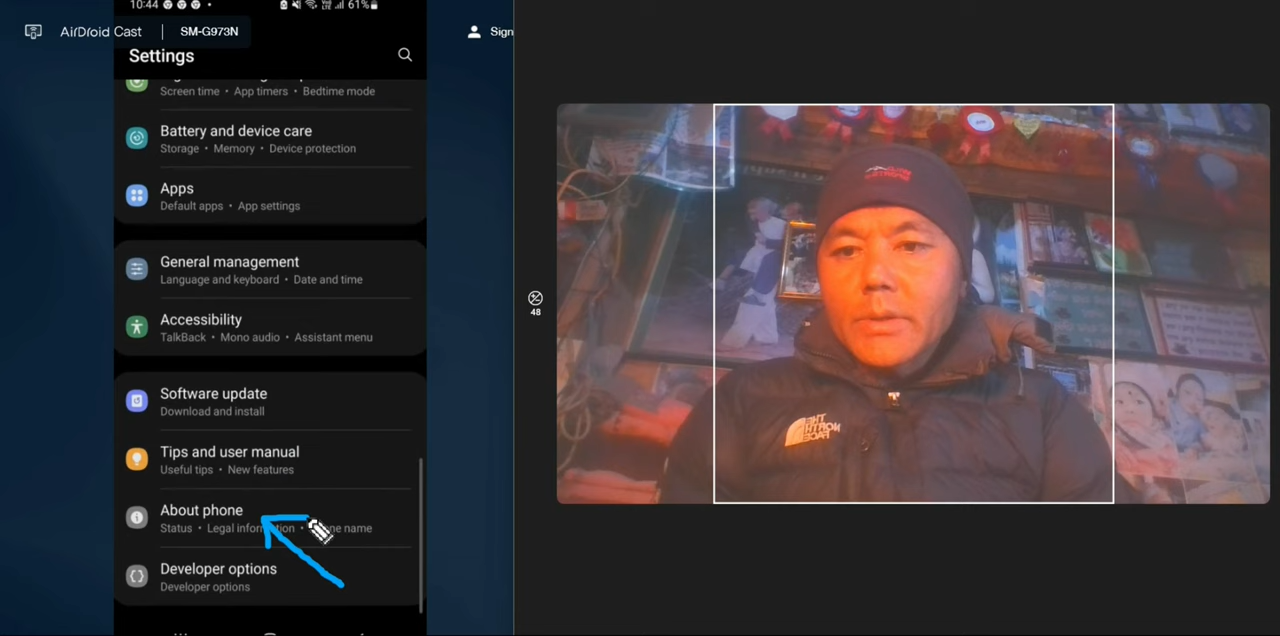 10:44
61%
AirDroid Cast
SM-G973N
Sign
Settings
Screen time • App timers • Bedtime mode
Battery and device care
Storage • Memory • Device protection
Apps
Default apps • App settings
General management
Language and keyboard • Date and time
Accessibility
TalkBack • Mono audio • Assistant menu
Software update
Download and install
Tips and user manual
Useful tips • New features
About phone
Status • Legal information • name
Developer options
Developer options
48
THE
NORTH
FACE